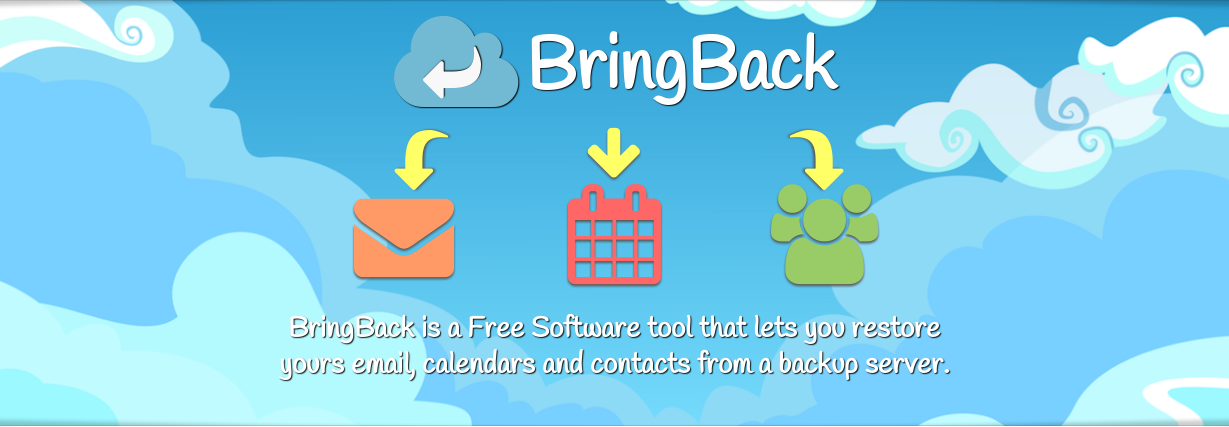 BringBack
BringBack is a Free Software tool that lets you restore
yours email, calendars and contacts from a backup server.